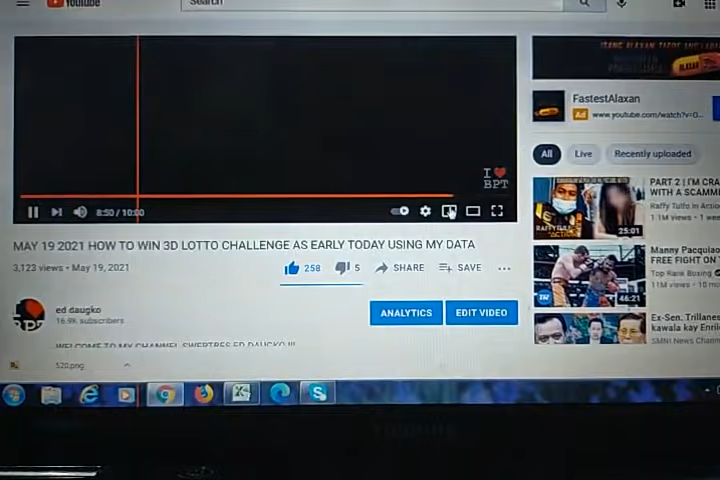 YouTube
Search
I
BPT
8:50 / 10:00
MAY 19 2021 HOW TO WIN 3D LOTTO CHALLENGE AS EARLY TODAY USING MY DATA
3,123 views • May 19, 2021
258
5
SHARE
SAVE
ed daugko
16.9K subscribers
ANALYTICS
EDIT VIDEO
WELCOME TO MY CHANNEL SWERTRES ED DAUGKO !!!
520.png
FastestAlaxan
Ad
www.youtube.com/watch?v=0...
All
Live
Recently uploaded
PART 2 | I'M CRA
WITH A SCAMM
Raffy Tulfo in Actio
1.1M views • 1 wee
25:01
Manny Pacquiao
FREE FIGHT ON
Top Rank Boxing
11M views • 10 mo
46:21
Ex-Sen. Trillanes
kawala kay Enril
SMNI News Chann